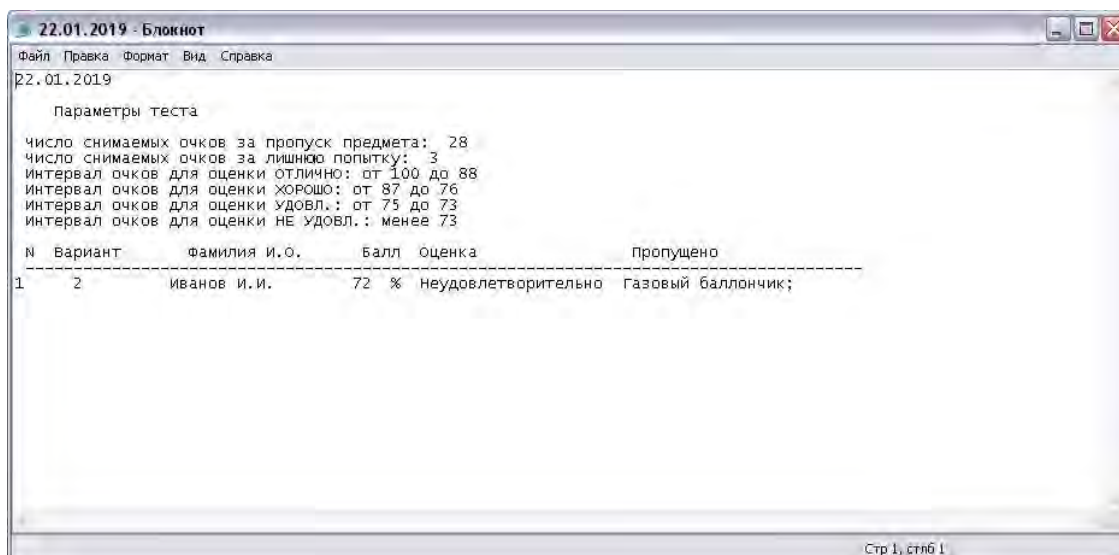 22.01.2019 - Блокнот
Файл Правка Формат Вид Справка
22.01.2019
Параметры теста
Число снимаемых очков за пропуск предмета: 28
Число снимаемых очков за лишнюю попытку: 3
Интервал очков для оценки ОТЛИЧНО: от 100 до 88
Интервал очков для оценки ХОРОШО: от 87 до 76
Интервал очков для оценки УДОВЛ.: от 75 до 73
Интервал очков для оценки НЕ УДОВЛ.: менее 73
N Вариант Фамилия И.О. Балл Оценка Пропущено
--------------------------------------------------------------------------------
1 2 Иванов И.И. 72 % Неудовлетворительно Газовый баллончик;
Стр 1, стлб 1